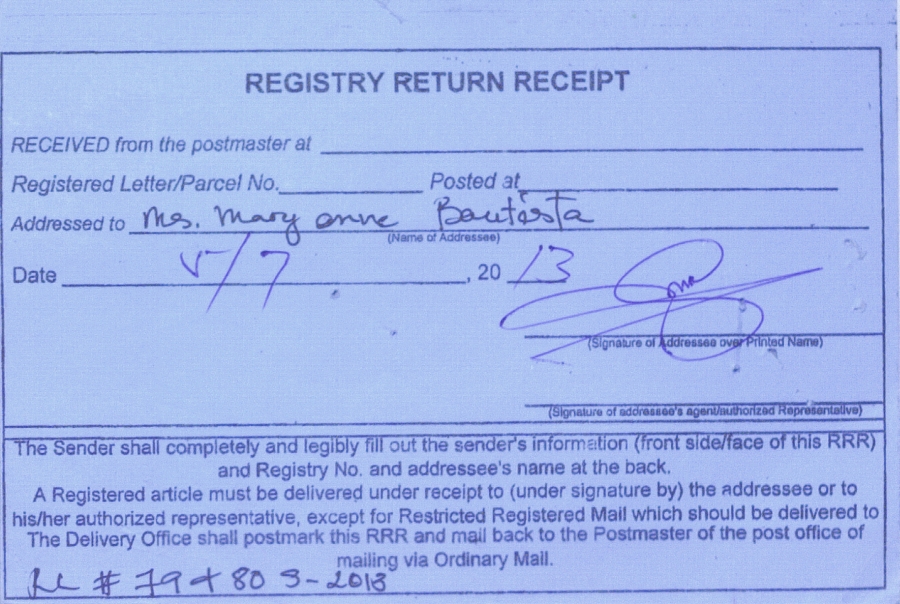 REGISTRY RETURN RECEIPT
RECEIVED from the postmaster at
Registered Letter/Parcel No. Posted at
Addressed to Ms. Mary anne Bautista
(Name of Addressee)
Date 5/7, 20 13
(Signature of Addressee over Printed Name)
(Signature of addressee's agent/authorized Representative)
The Sender shall completely and legibly fill out the sender's information (front side/face of this RRR)
and Registry No. and addressee's name at the back.
A Registered article must be delivered under receipt to (under signature by) the addressee or to
his/her authorized representative, except for Restricted Registered Mail which should be delivered to
The Delivery Office shall postmark this RRR and mail back to the Postmaster of the post office of
mailing via Ordinary Mail.
# 79 + 80 S-2013